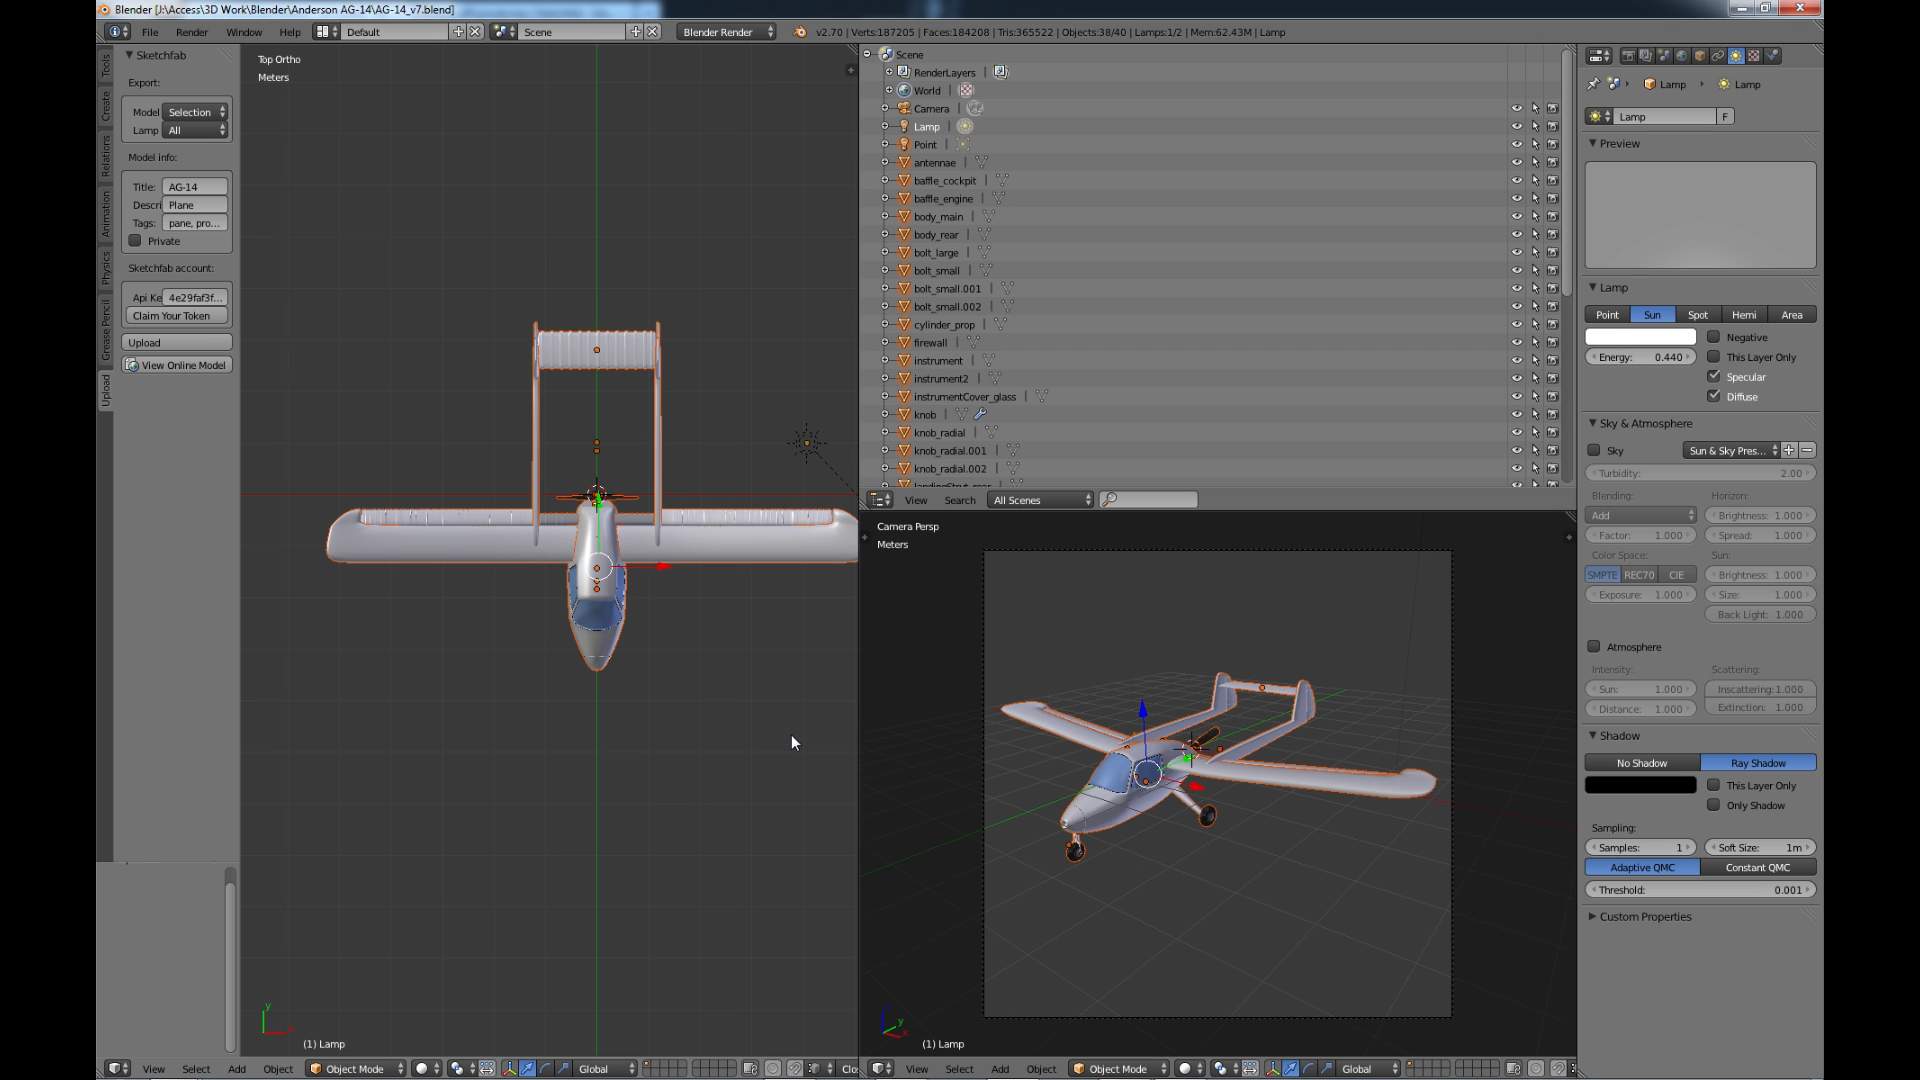 Blender [J:\Access\3D Work\Blender\Anderson AG-14\AG-14_v7.blend]
File Render Window Help Default Scene Blender Render v2.70 | Verts:187205 | Faces:184208 | Tris:365522 | Objects:38/40 | Lamps:1/2 | Mem:62.43M | Lamp
Tools
Create
Relations
Animation
Physics
Grease Pencil
Upload
Sketchfab
Export:
Model Selection
Lamp All
Model info:
Title: AG-14
Descri Plane
Tags: pane, pro...
Private
Sketchfab account:
Api Ke 4e29faf3f...
Claim Your Token
Upload
View Online Model
Top Ortho
Meters
y
(1) Lamp
View Select Add Object Object Mode Global Clo
Scene
RenderLayers
World
Camera
Lamp
Point
antennae
baffle_cockpit
baffle_engine
body_main
body_rear
bolt_large
bolt_small
bolt_small.001
bolt_small.002
cylinder_prop
firewall
instrument
instrument2
instrumentCover_glass
knob
knob_radial
knob_radial.001
knob_radial.002
landingStrut_rear
View Search All Scenes
Camera Persp
Meters
y
x
(1) Lamp
View Select Add Object Object Mode Global
Lamp Lamp
Lamp F
Preview
Lamp
Point Sun Spot Hemi Area
Negative
Energy: 0.440 This Layer Only
Specular
Diffuse
Sky & Atmosphere
Sky Sun & Sky Pres...
Turbidity: 2.00
Blending: Horizon:
Add Brightness: 1.000
Factor: 1.000 Spread: 1.000
Color Space: Sun:
SMPTE REC70 CIE Brightness: 1.000
Exposure: 1.000 Size: 1.000
Back Light: 1.000
Atmosphere
Intensity: Scattering:
Sun: 1.000 Inscattering: 1.000
Distance: 1.000 Extinction: 1.000
Shadow
No Shadow Ray Shadow
This Layer Only
Only Shadow
Sampling:
Samples: 1 Soft Size: 1m
Adaptive QMC Constant QMC
Threshold: 0.001
Custom Properties